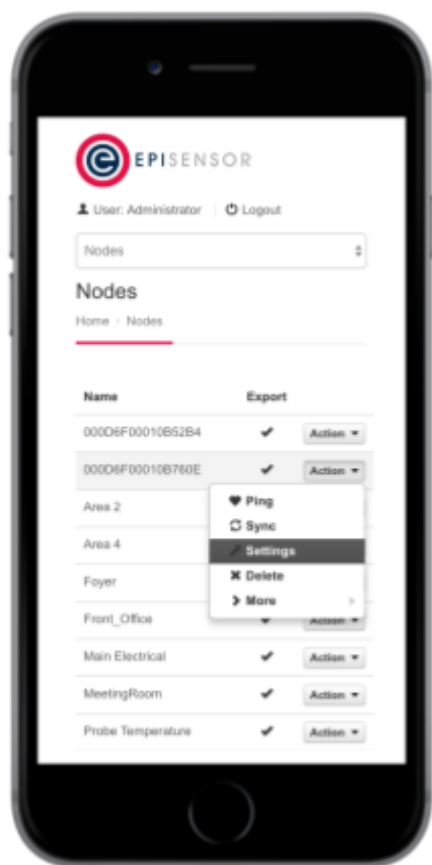 e EPISENSOR
User: Administrator Logout
Nodes
Nodes
Home Nodes
Name Export
000D6F00010B52B4 Action
000D6F00010B760E Action
Area 2 Ping
Sync
Area 4 Settings
Foyer Delete
More
Front_Office Action
Main Electrical Action
MeetingRoom Action
Probe Temperature Action